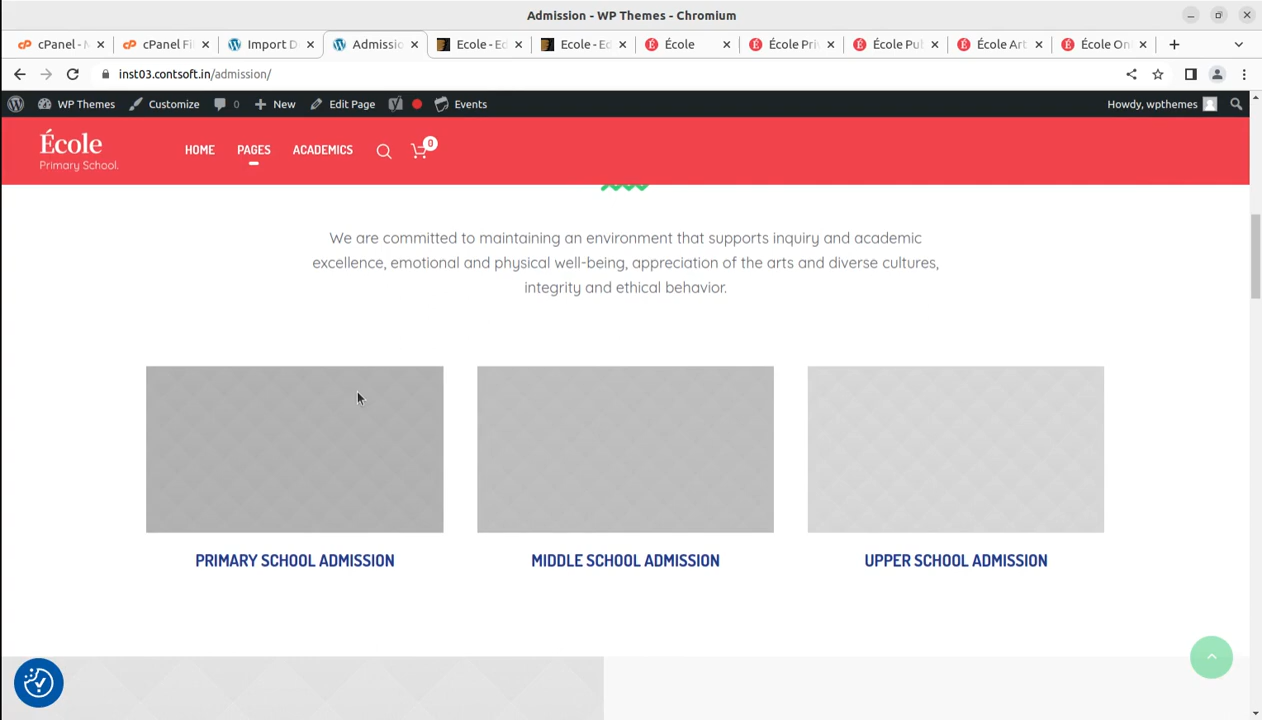 Admission - WP Themes - Chromium
cPanel - M
cPanel Fi
Import D
Admissio
Ecole - Ed
Ecole - Ed
École
École Pri
École Pu
École Art
École On
inst03.contsoft.in/admission/
WP Themes
Customize
0
New
Edit Page
Events
Howdy, wpthemes
École
Primary School.
HOME
PAGES
ACADEMICS
0
We are committed to maintaining an environment that supports inquiry and academic
excellence, emotional and physical well-being, appreciation of the arts and diverse cultures,
integrity and ethical behavior.
PRIMARY SCHOOL ADMISSION
MIDDLE SCHOOL ADMISSION
UPPER SCHOOL ADMISSION